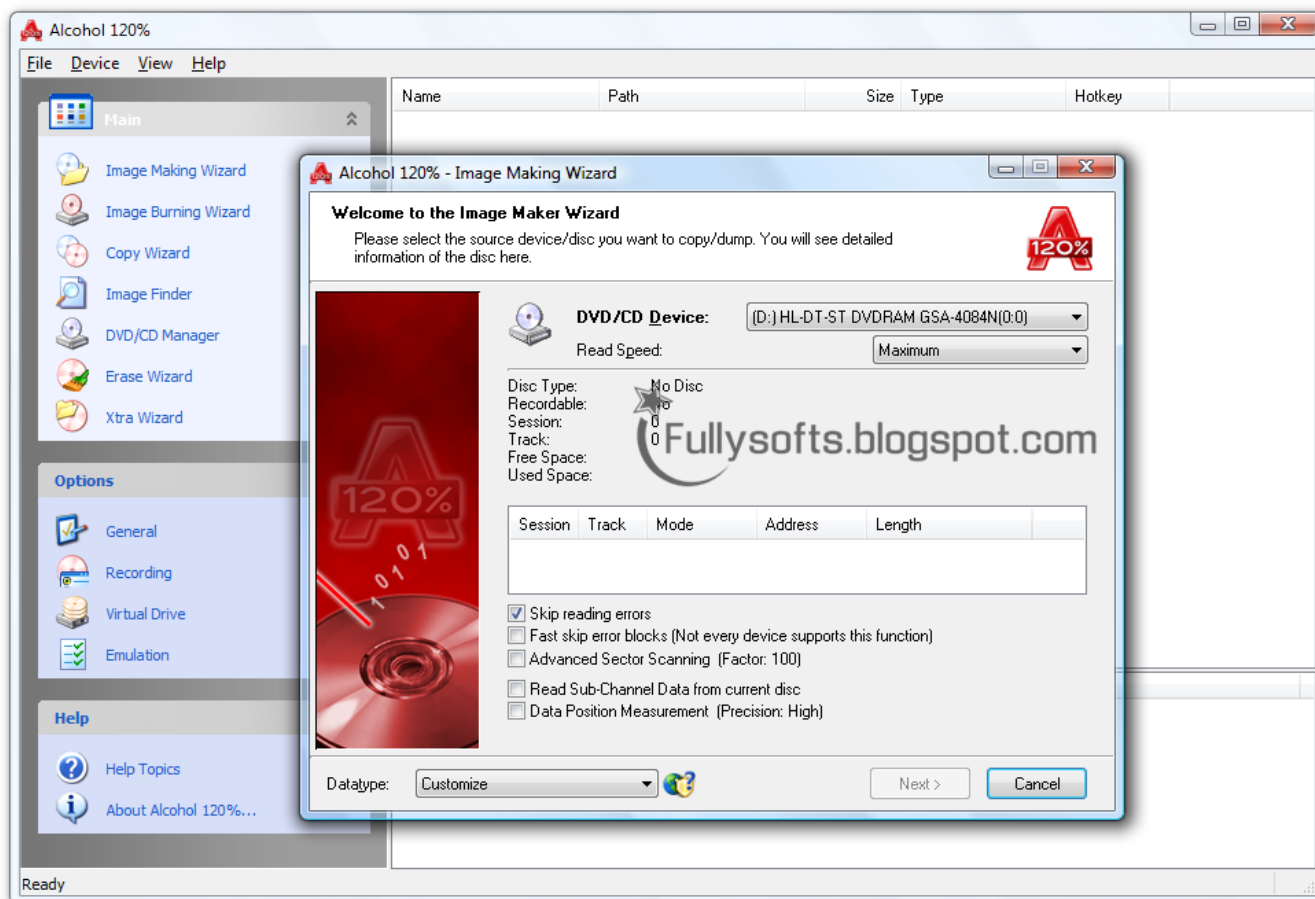 Alcohol 120%
File Device View Help
Main
Image Making Wizard
Image Burning Wizard
Copy Wizard
Image Finder
DVD/CD Manager
Erase Wizard
Xtra Wizard
Options
General
Recording
Virtual Drive
Emulation
Help
Help Topics
About Alcohol 120%...
Name Path Size Type Hotkey
Alcohol 120% - Image Making Wizard
Welcome to the Image Maker Wizard
Please select the source device/disc you want to copy/dump. You will see detailed
information of the disc here.
120%
DVD/CD Device: (D:) HL-DT-ST DVDRAM GSA-4084N(0:0)
Read Speed: Maximum
Disc Type: No Disc
Recordable: No
Session: 0
Track: 0
Free Space:
Used Space:
Fullysofts.blogspot.com
120%
1 0 1 0 1
Session Track Mode Address Length
Skip reading errors
Fast skip error blocks (Not every device supports this function)
Advanced Sector Scanning (Factor: 100)
Read Sub-Channel Data from current disc
Data Position Measurement (Precision: High)
Datatype: Customize
Next > Cancel
Ready